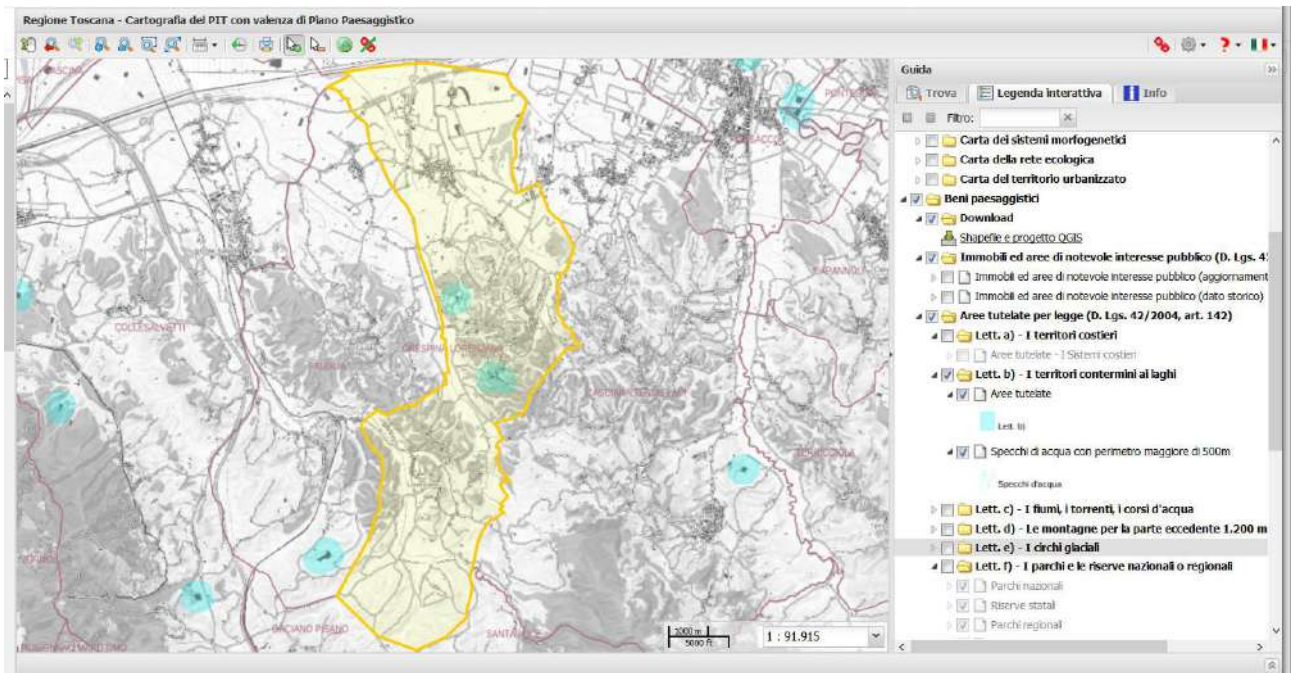 Regione Toscana - Cartografia del PIT con valenza di Piano Paesaggistico
Guida
Trova
Legenda interattiva
Info
Filtro:
Carta dei sistemi morfogenetici
Carta della rete ecologica
Carta del territorio urbanizzato
Beni paesaggistici
Download
Shapefile e progetto QGIS
Immobili ed aree di notevole interesse pubblico (D. Lgs. 4
Immobili ed aree di notevole interesse pubblico (aggiornament
Immobili ed aree di notevole interesse pubblico (dato storico)
Aree tutelate per legge (D. Lgs. 42/2004, art. 142)
Lett. a) - I territori costieri
Aree tutelate - I Sistemi costieri
Lett. b) - I territori contermini ai laghi
Aree tutelate
Lett. b)
Specchi di acqua con perimetro maggiore di 500m
Specchi d'acqua
Lett. c) - I fiumi, i torrenti, i corsi d'acqua
Lett. d) - Le montagne per la parte eccedente 1.200 m
Lett. e) - I circhi glaciali
Lett. f) - I parchi e le riserve nazionali o regionali
Parchi nazionali
Riserve statali
Parchi regionali
CASCINA
CAPANNOLI
COLLESALVETTI
CRESPINA LORENZANA
FAUGLIA
TERRICCIOLA
ORCIANO PISANO
SANTA LUCE
1000 m
5000 ft
1 : 91.915